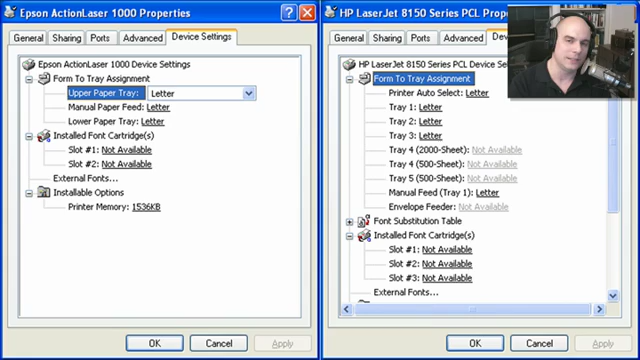 Epson ActionLaser 1000 Properties
General
Sharing
Ports
Advanced
Device Settings
Epson ActionLaser 1000 Device Settings
Form To Tray Assignment
Upper Paper Tray: Letter
Manual Paper Feed: Letter
Lower Paper Tray: Letter
Installed Font Cartridge(s)
Slot #1: Not Available
Slot #2: Not Available
External Fonts...
Installable Options
Printer Memory: 1536KB
OK
Cancel
Apply
HP LaserJet 8150 Series PCL Prop
General
Sharing
Ports
Advanced
De
HP LaserJet 8150 Series PCL Device Settings
Form To Tray Assignment
Printer Auto Select: Letter
Tray 1: Letter
Tray 2: Letter
Tray 3: Letter
Tray 4 (2000-Sheet): Not Available
Tray 4 (500-Sheet): Not Available
Tray 5 (500-Sheet): Not Available
Manual Feed (Tray 1): Letter
Envelope Feeder: Not Available
Font Substitution Table
Installed Font Cartridge(s)
Slot #1: Not Available
Slot #2: Not Available
Slot #3: Not Available
External Fonts...
OK
Cancel
Apply